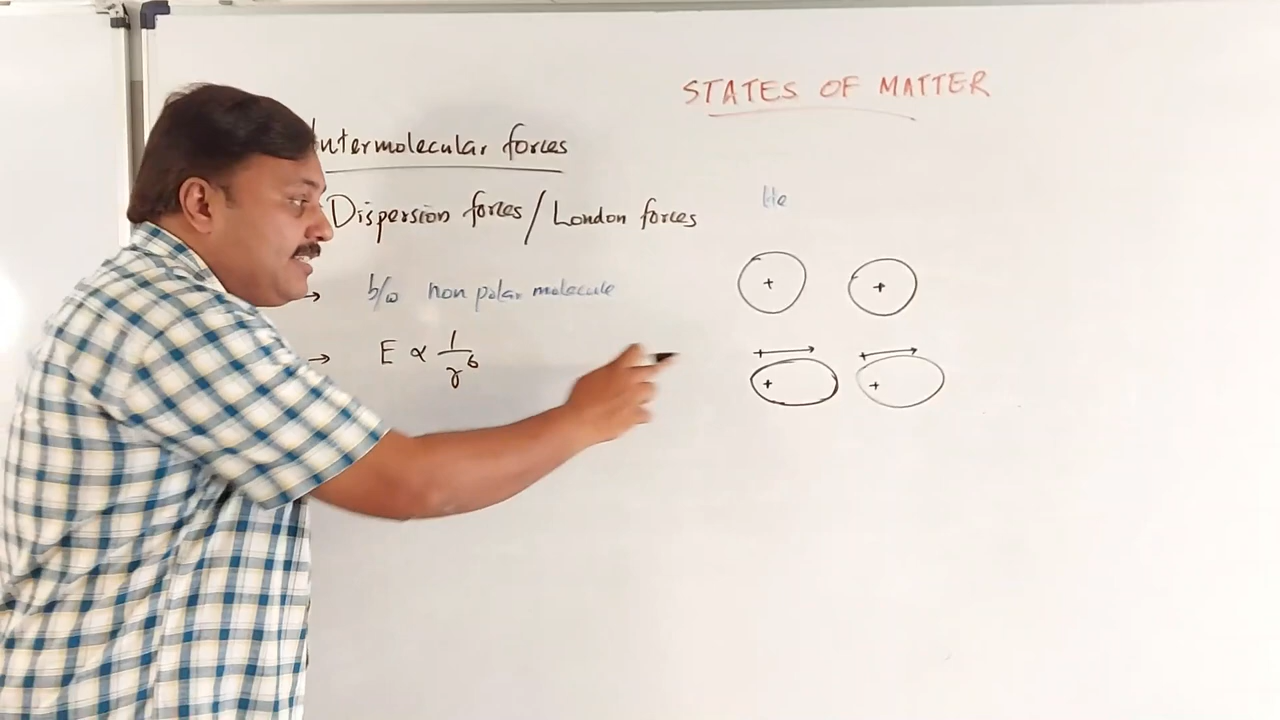 STATES OF MATTER
Intermolecular forces
Dispersion forces / London forces
He
→ b/w non polar molecule
+ +
→ E ∝ 1/r⁶
+ +